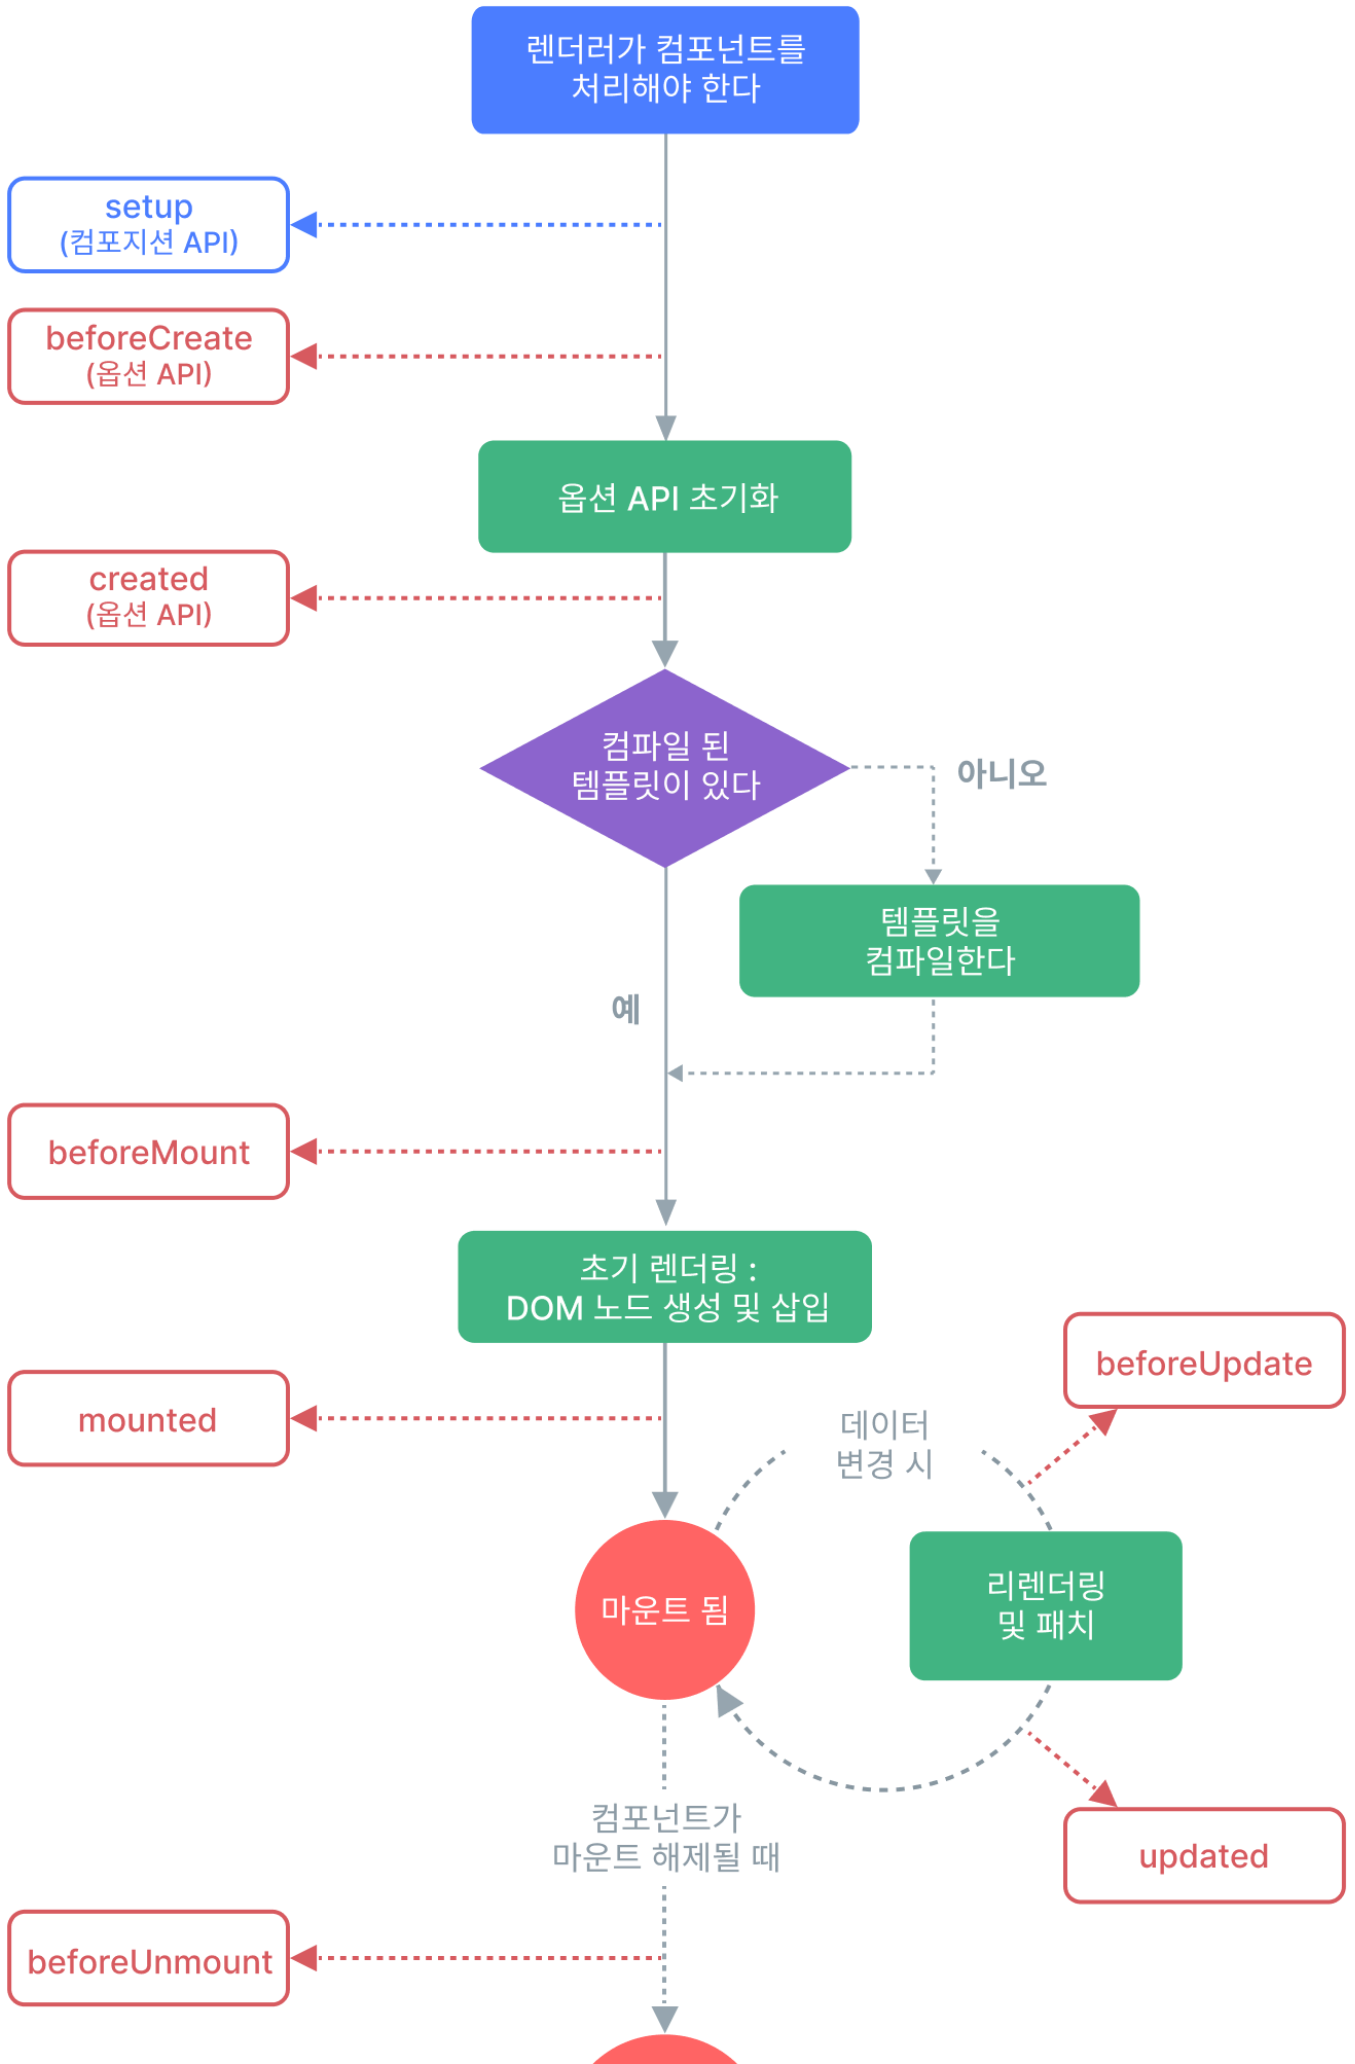 렌더러가 컴포넌트를
처리해야 한다
setup
(컴포지션 API)
beforeCreate
(옵션 API)
옵션 API 초기화
created
(옵션 API)
컴파일 된
템플릿이 있다
아니오
템플릿을
컴파일한다
예
beforeMount
초기 렌더링 :
DOM 노드 생성 및 삽입
beforeUpdate
mounted
데이터
변경 시
마운트 됨
리렌더링
및 패치
컴포넌트가
마운트 해제될 때
updated
beforeUnmount